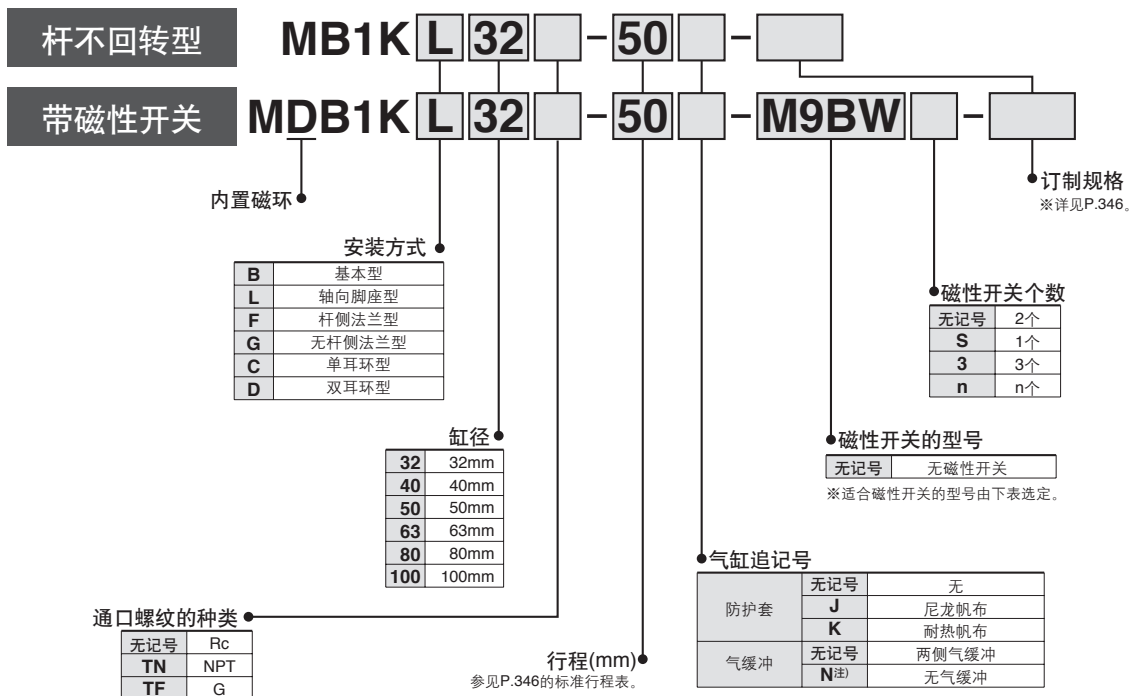 杆不回转型 MB1K L 32 - 50 -
带磁性开关 MDB1K L 32 - 50 - M9BW -
内置磁环
订制规格
※详见P.346。
安装方式
B 基本型
L 轴向脚座型
F 杆侧法兰型
G 无杆侧法兰型
C 单耳环型
D 双耳环型
磁性开关个数
无记号 2个
S 1个
3 3个
n n个
缸径
32 32mm
40 40mm
50 50mm
63 63mm
80 80mm
100 100mm
磁性开关的型号
无记号 无磁性开关
※适合磁性开关的型号由下表选定。
气缸追记号
防护套 无记号 无
J 尼龙帆布
K 耐热帆布
气缓冲 无记号 两侧气缓冲
N注) 无气缓冲
通口螺纹的种类
无记号 Rc
TN NPT
TF G
行程(mm)
参见P.346的标准行程表。